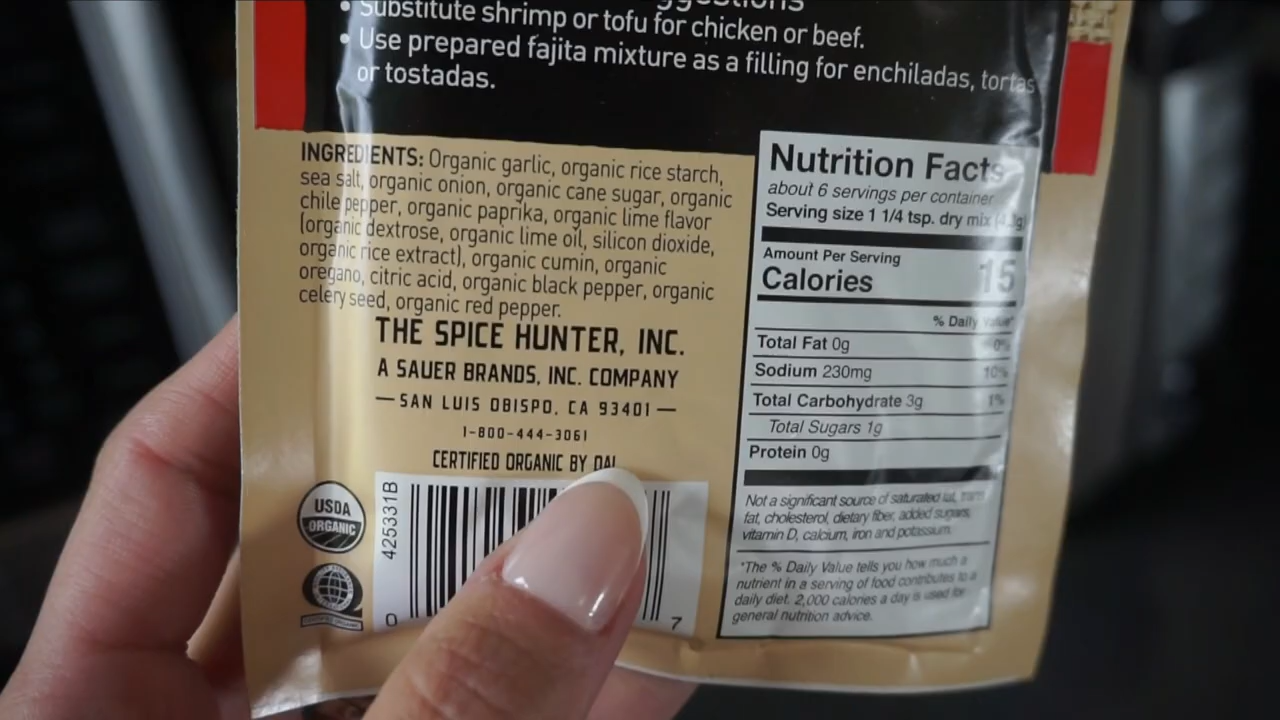 • Substitute shrimp or tofu for chicken or beef.
• Use prepared fajita mixture as a filling for enchiladas, tortas
or tostadas.
INGREDIENTS: Organic garlic, organic rice starch,
sea salt, organic onion, organic cane sugar, organic
chile pepper, organic paprika, organic lime flavor
(organic dextrose, organic lime oil, silicon dioxide,
organic rice extract), organic cumin, organic
oregano, citric acid, organic black pepper, organic
celery seed, organic red pepper.
THE SPICE HUNTER, INC.
A SAUER BRANDS, INC. COMPANY
— SAN LUIS OBISPO, CA 93401 —
1-800-444-3061
CERTIFIED ORGANIC BY
USDA
ORGANIC
425331B
0
7
Nutrition Facts
about 6 servings per container
Serving size 1 1/4 tsp. dry mix
Amount Per Serving
Calories 15
% Daily Value*
Total Fat 0g 0%
Sodium 230mg 10%
Total Carbohydrate 3g 1%
Total Sugars 1g
Protein 0g
Not a significant source of saturated fat, trans
fat, cholesterol, dietary fiber, added sugars,
vitamin D, calcium, iron and potassium.
*The % Daily Value tells you how much a
nutrient in a serving of food contributes to a
daily diet. 2,000 calories a day is used for
general nutrition advice.